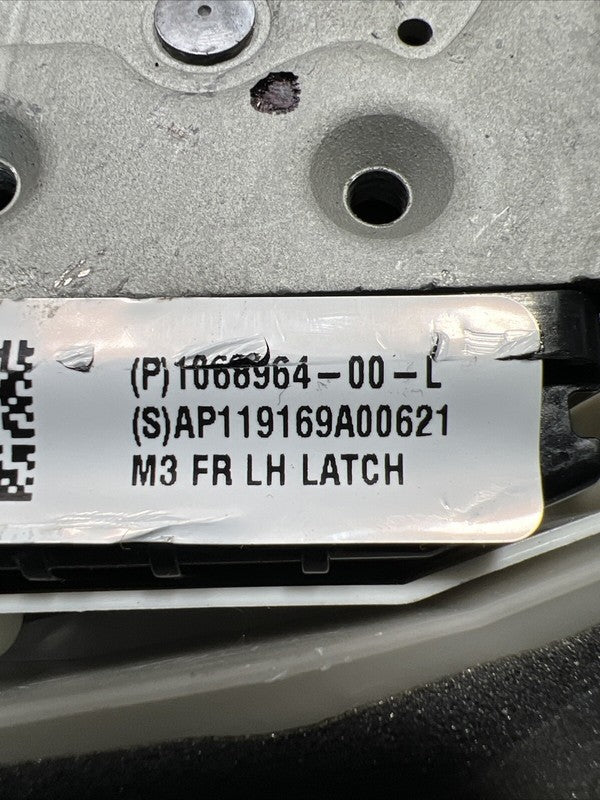 (P)1068964-00-L
(S)AP119169A00621
M3 FR LH LATCH